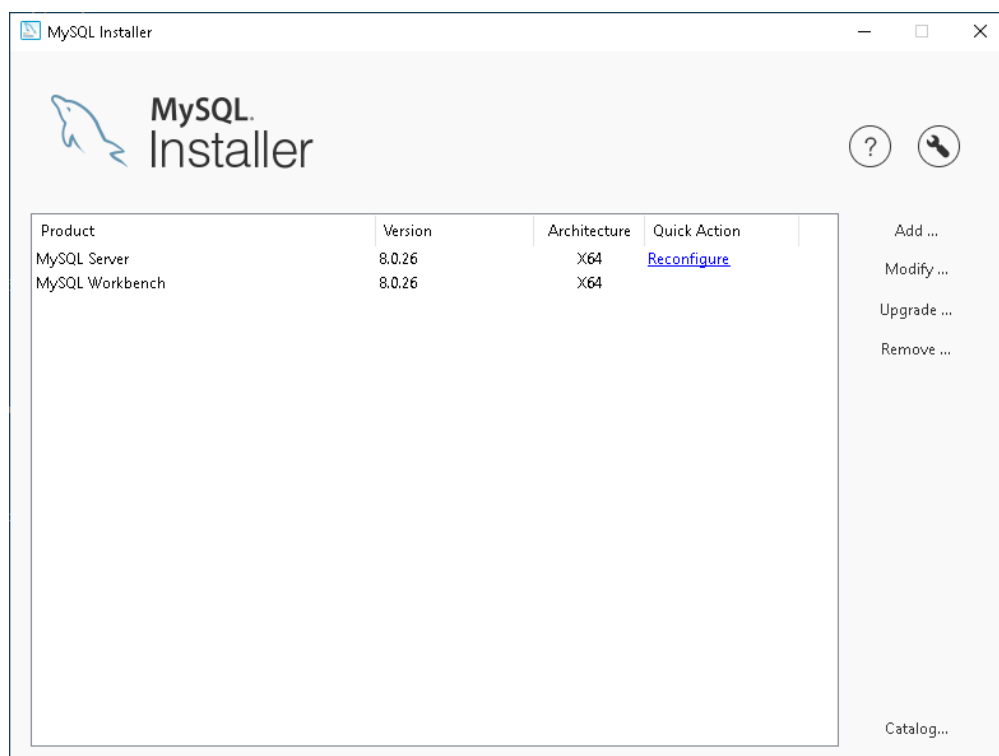 MySQL Installer
MySQL.
Installer
?
Product Version Architecture Quick Action
MySQL Server 8.0.26 X64 Reconfigure
MySQL Workbench 8.0.26 X64
Add ...
Modify ...
Upgrade ...
Remove ...
Catalog...